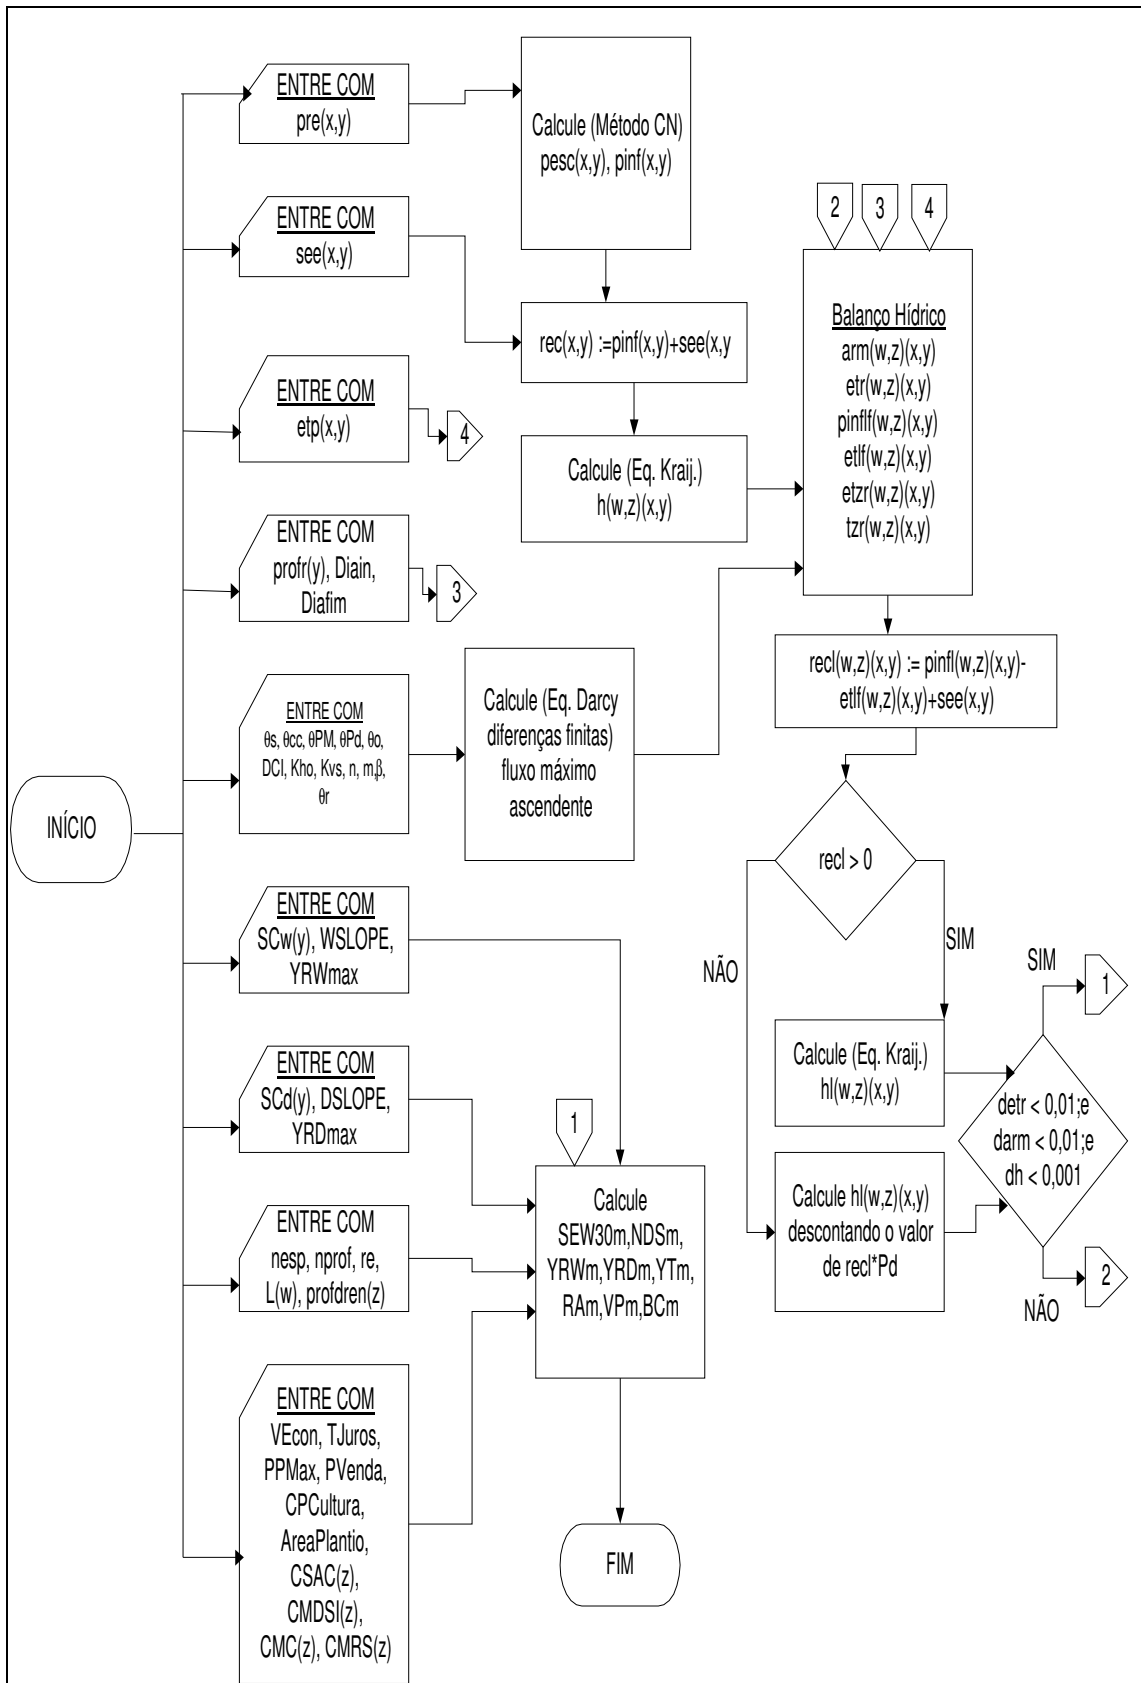 ENTRE COM
pre(x,y)
Calcule (Método CN)
pesc(x,y), pinf(x,y)
ENTRE COM
see(x,y)
rec(x,y) :=pinf(x,y)+see(x,y
ENTRE COM
etp(x,y)
4
Calcule (Eq. Kraij.)
h(w,z)(x,y)
2
3
4
Balanço Hídrico
arm(w,z)(x,y)
etr(w,z)(x,y)
pinflf(w,z)(x,y)
etlf(w,z)(x,y)
etzr(w,z)(x,y)
tzr(w,z)(x,y)
ENTRE COM
profr(y), Diain,
Diafim
3
ENTRE COM
θs, θcc, θPM, θPd, θo,
DCI, Kho, Kvs, n, m,β,
θr
Calcule (Eq. Darcy
diferenças finitas)
fluxo máximo
ascendente
recl(w,z)(x,y) := pinfl(w,z)(x,y)-
etlf(w,z)(x,y)+see(x,y)
INÍCIO
recl > 0
SIM
NÃO
ENTRE COM
SCw(y), WSLOPE,
YRWmax
SIM
1
Calcule (Eq. Kraij.)
hl(w,z)(x,y)
detr < 0,01;e
darm < 0,01;e
dh < 0,001
ENTRE COM
SCd(y), DSLOPE,
YRDmax
1
Calcule hl(w,z)(x,y)
descontando o valor
de recl*Pd
2
NÃO
ENTRE COM
nesp, nprof, re,
L(w), profdren(z)
Calcule
SEW30m,NDSm,
YRWm,YRDm,YTm,
RAm,VPm,BCm
ENTRE COM
VEcon, TJuros,
PPMax, PVenda,
CPCultura,
AreaPlantio,
CSAC(z),
CMDSI(z),
CMC(z), CMRS(z)
FIM